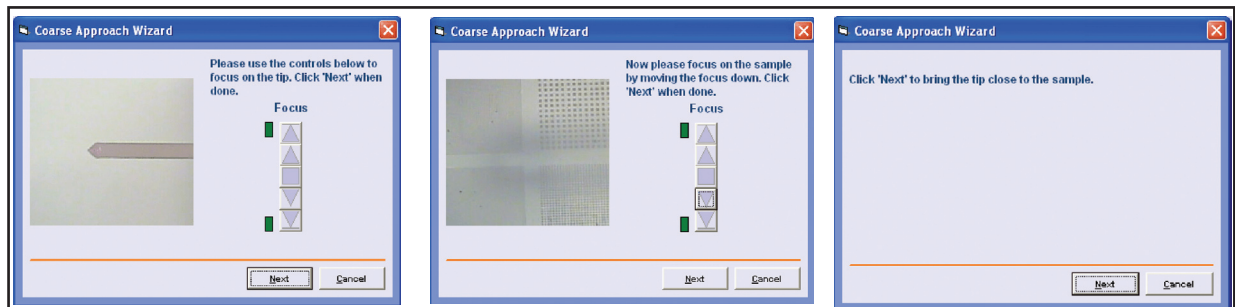 Coarse Approach Wizard
Please use the controls below to
focus on the tip. Click 'Next' when
done.
Focus
Next
Cancel
Coarse Approach Wizard
Now please focus on the sample
by moving the focus down. Click
'Next' when done.
Focus
Next
Cancel
Coarse Approach Wizard
Click 'Next' to bring the tip close to the sample.
Next
Cancel